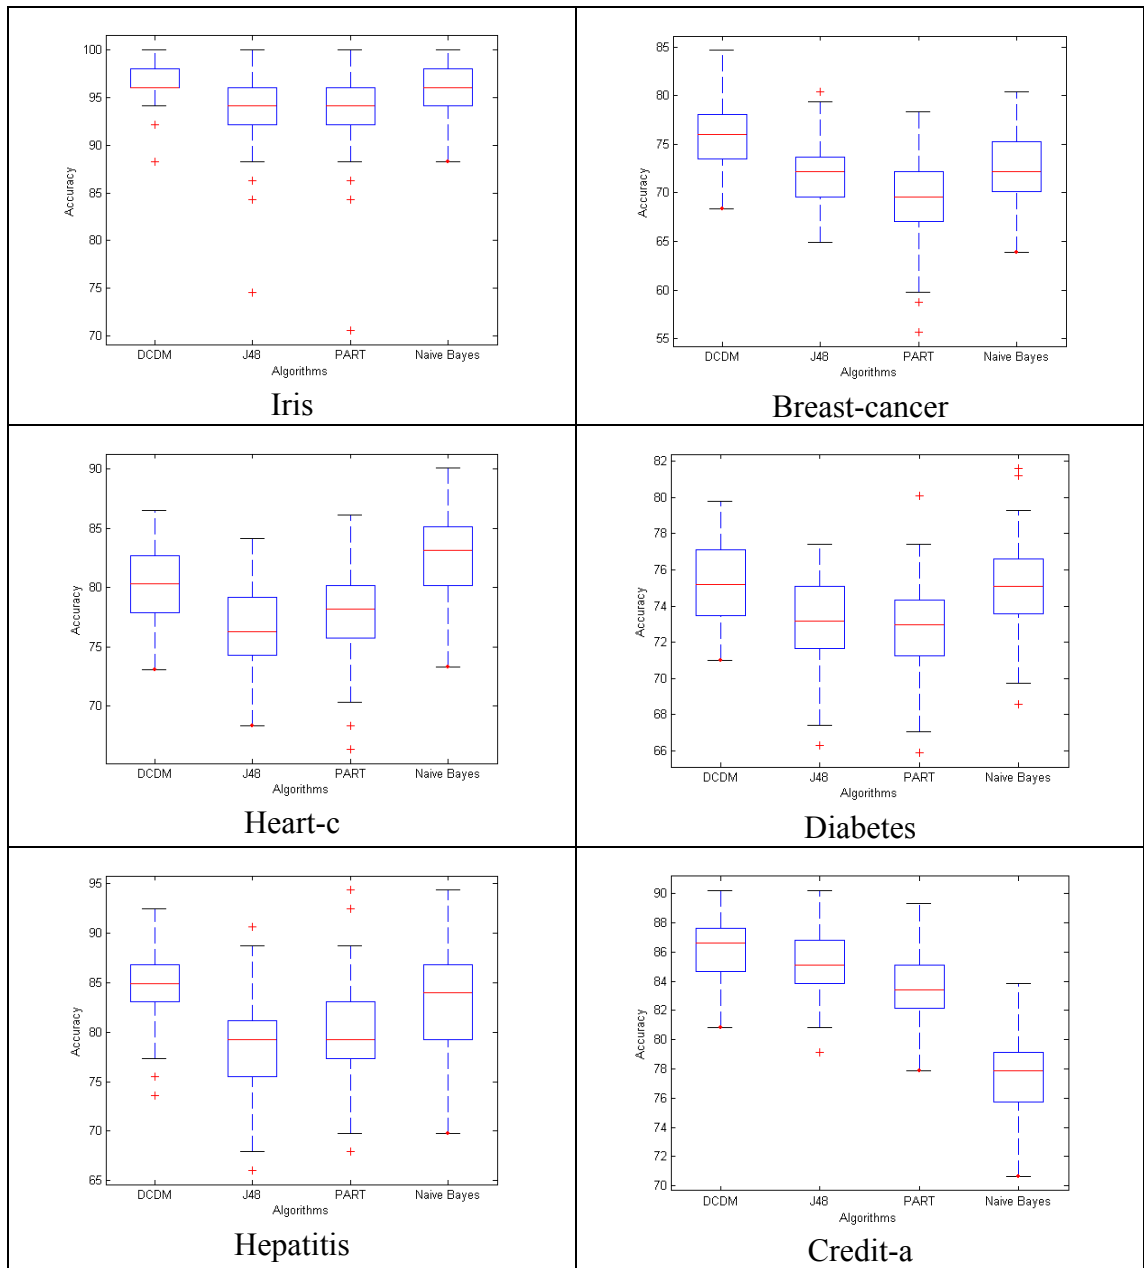 100
95
90
85
80
75
70
Accuracy
DCDM J48 PART Naive Bayes
Algorithms
Iris
85
80
75
70
65
60
55
Accuracy
DCDM J48 PART Naive Bayes
Algorithms
Breast-cancer
90
85
80
75
70
Accuracy
DCDM J48 PART Naive Bayes
Algorithms
Heart-c
82
80
78
76
74
72
70
68
66
Accuracy
DCDM J48 PART Naive Bayes
Algorithms
Diabetes
95
90
85
80
75
70
65
Accuracy
DCDM J48 PART Naive Bayes
Algorithms
Hepatitis
90
88
86
84
82
80
78
76
74
72
70
Accuracy
DCDM J48 PART Naive Bayes
Algorithms
Credit-a